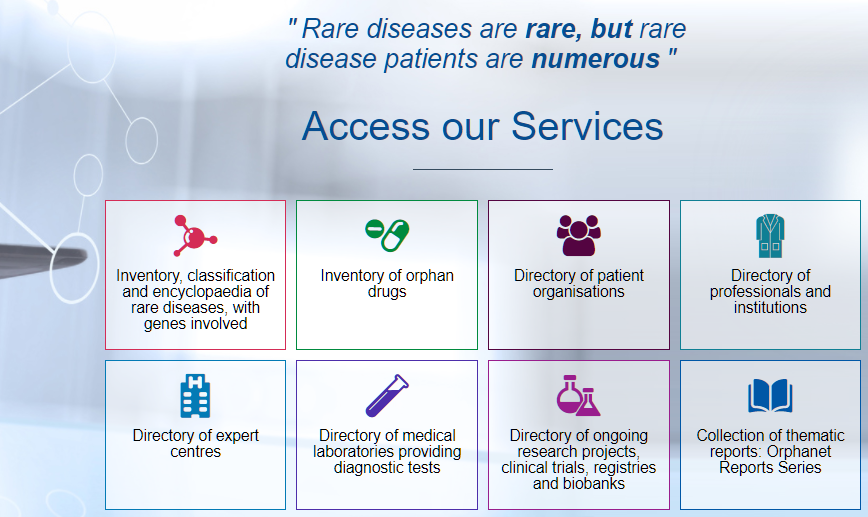 " Rare diseases are rare, but rare
disease patients are numerous "
Access our Services
Inventory, classification
and encyclopaedia of
rare diseases, with
genes involved
Inventory of orphan
drugs
Directory of patient
organisations
Directory of
professionals and
institutions
Directory of expert
centres
Directory of medical
laboratories providing
diagnostic tests
Directory of ongoing
research projects,
clinical trials, registries
and biobanks
Collection of thematic
reports: Orphanet
Reports Series